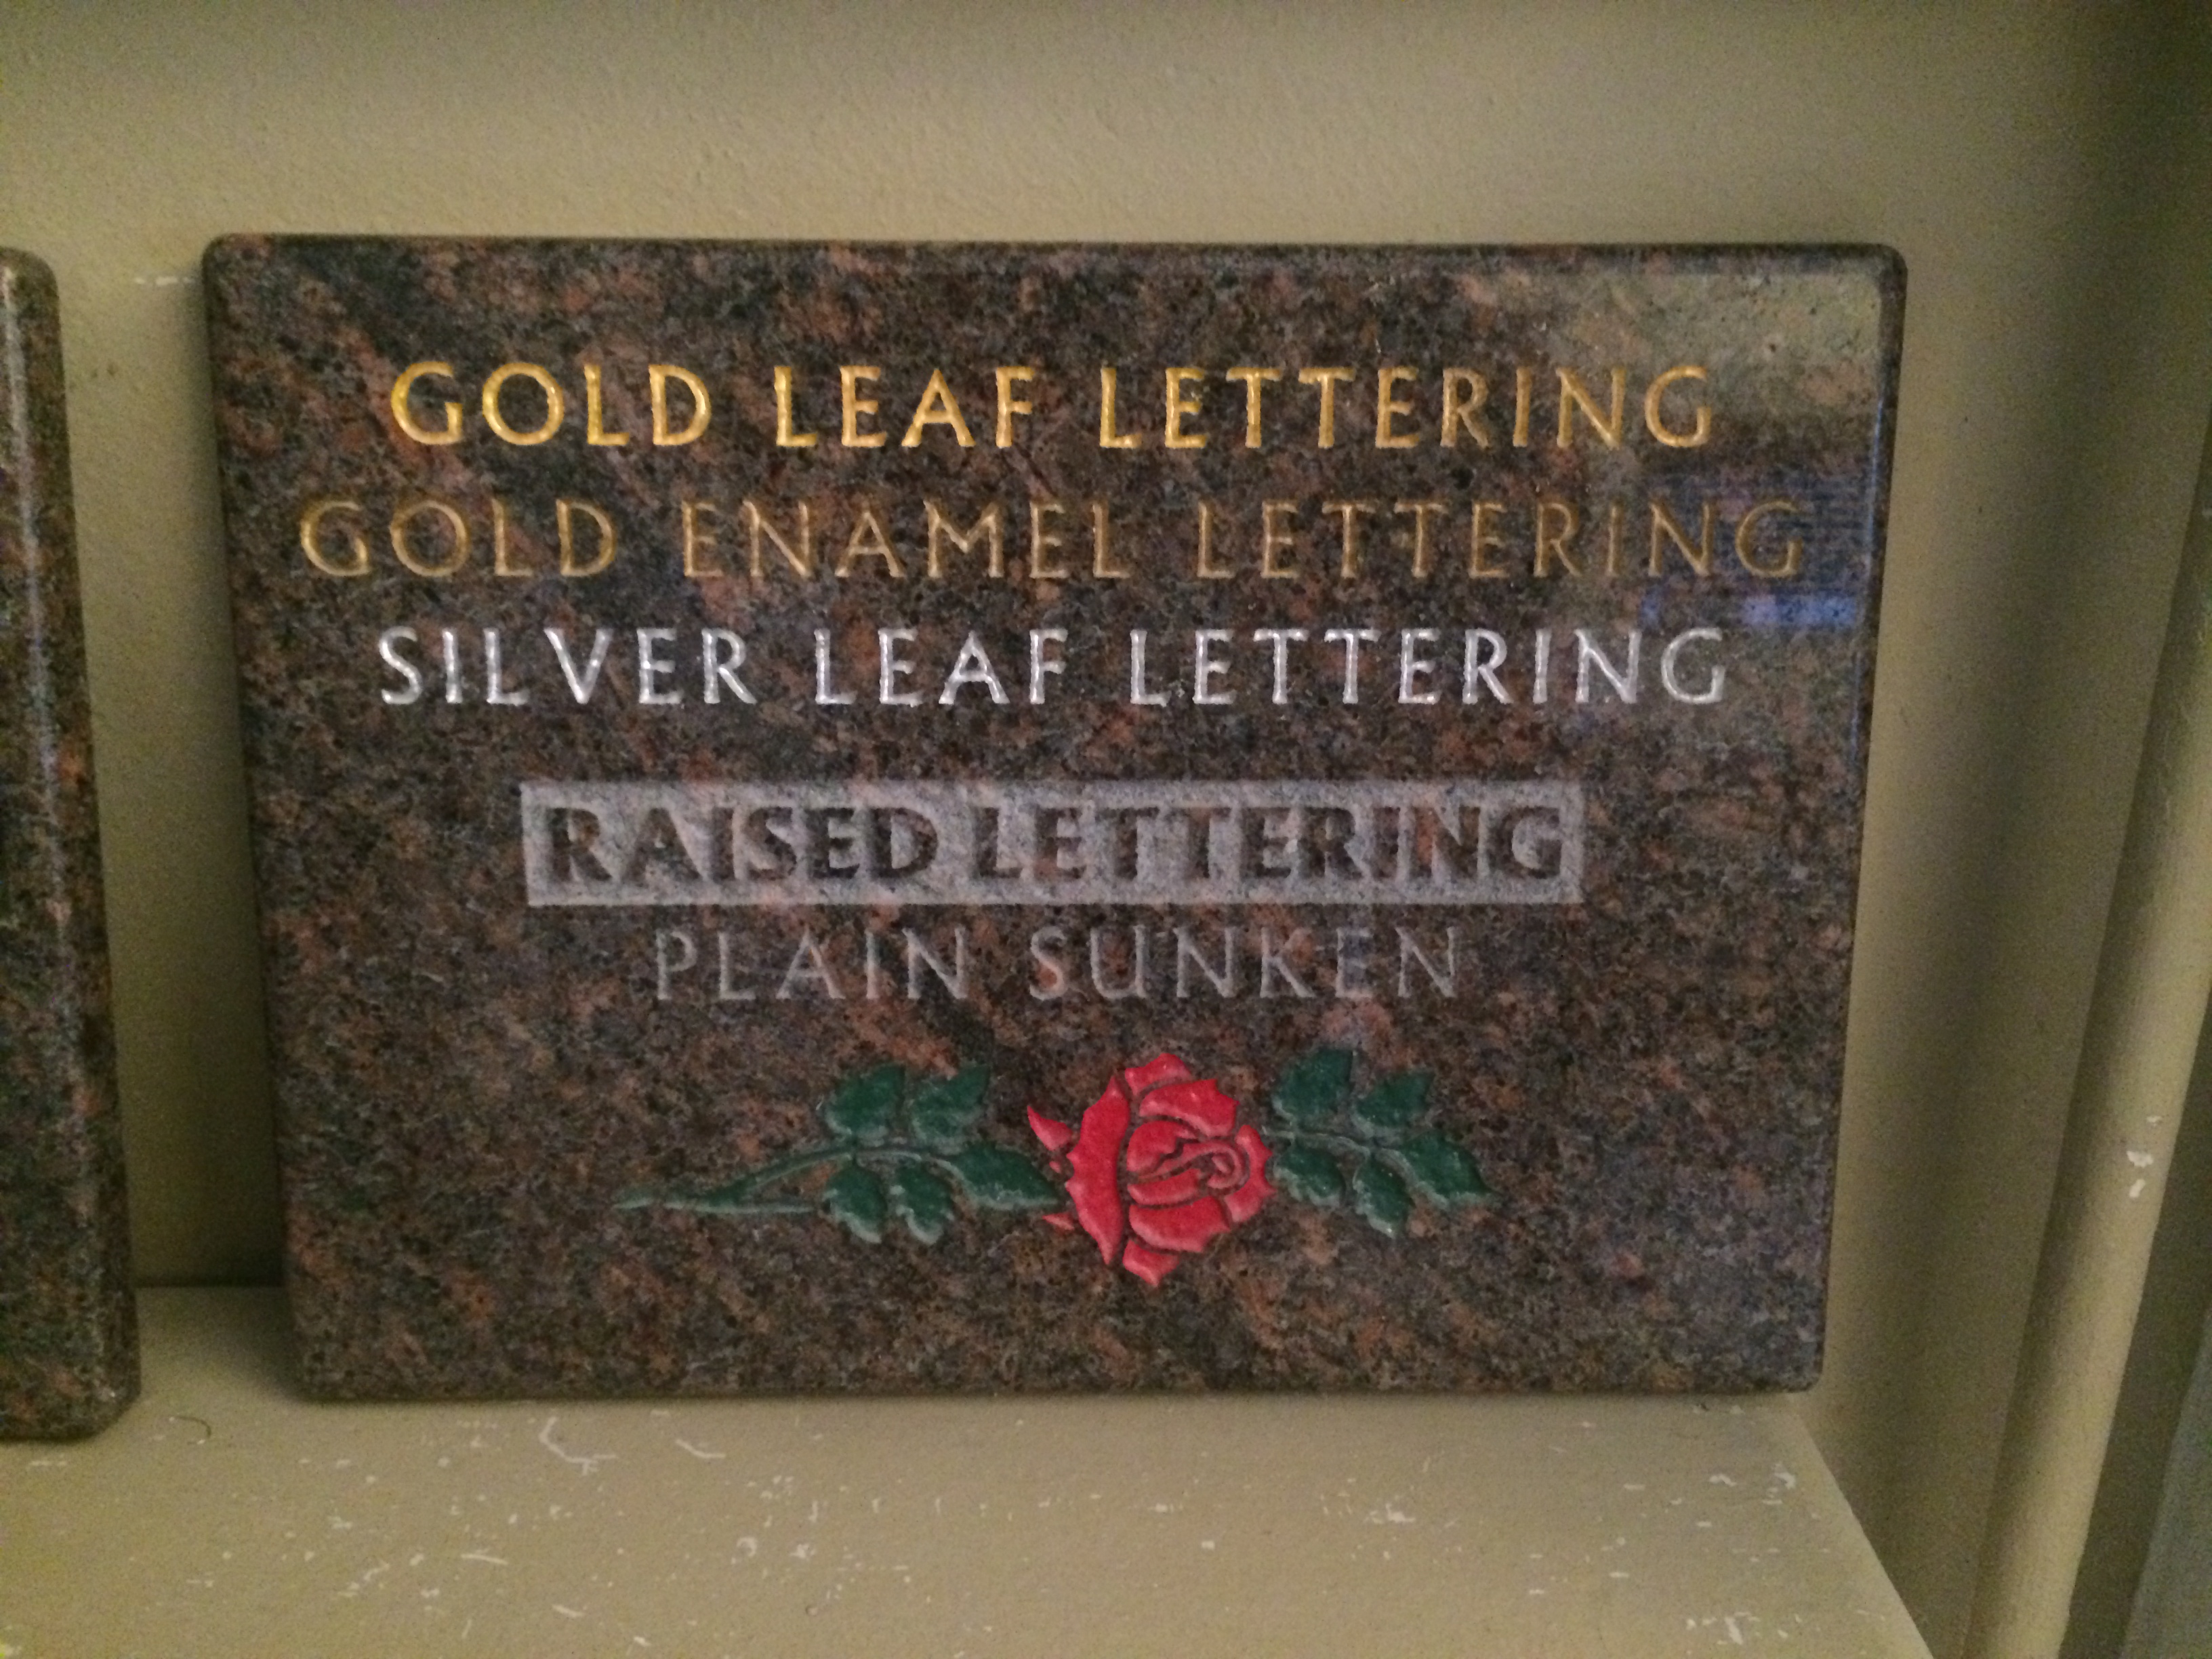 GOLD LEAF LETTERING
GOLD ENAMEL LETTERING
SILVER LEAF LETTERING
RAISED LETTERING
PLAIN SUNKEN